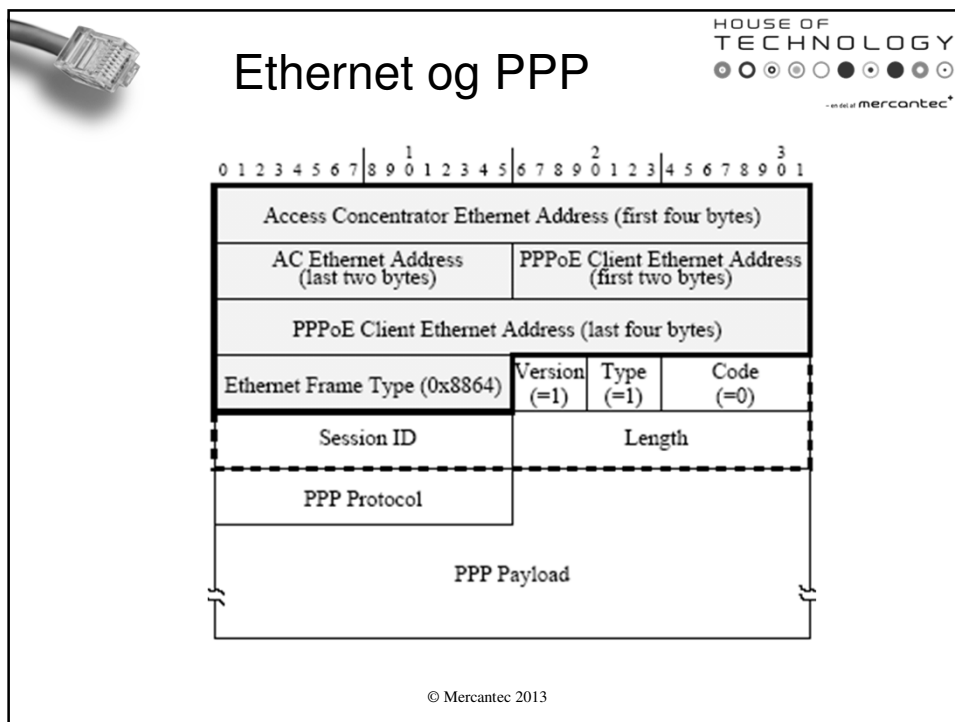 Ethernet og PPP
HOUSE OF
TECHNOLOGY
- en del af mercantec+
1 2 3
0 1 2 3 4 5 6 7 8 9 0 1 2 3 4 5 6 7 8 9 0 1 2 3 4 5 6 7 8 9 0 1
Access Concentrator Ethernet Address (first four bytes)
AC Ethernet Address
(last two bytes)
PPPoE Client Ethernet Address
(first two bytes)
PPPoE Client Ethernet Address (last four bytes)
Ethernet Frame Type (0x8864)
Version
(=1)
Type
(=1)
Code
(=0)
Session ID
Length
PPP Protocol
PPP Payload
© Mercantec 2013